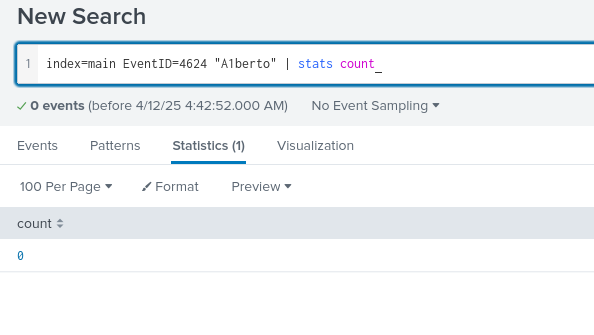 New Search
1 index=main EventID=4624 "A1berto" | stats count_
0 events (before 4/12/25 4:42:52.000 AM) No Event Sampling
Events Patterns Statistics (1) Visualization
100 Per Page Format Preview
count
0